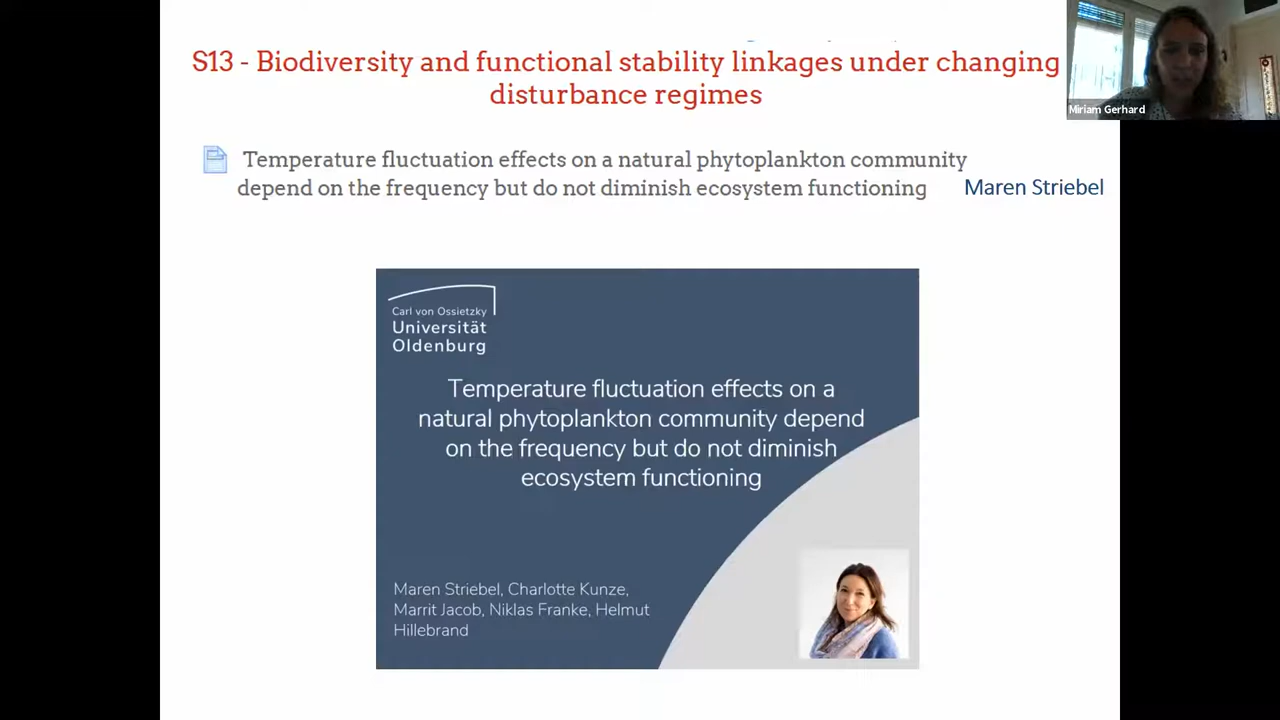 S13 - Biodiversity and functional stability linkages under changing
disturbance regimes
Miriam Gerhard
Temperature fluctuation effects on a natural phytoplankton community
depend on the frequency but do not diminish ecosystem functioning
Maren Striebel
Carl von Ossietzky
Universität
Oldenburg
Temperature fluctuation effects on a
natural phytoplankton community depend
on the frequency but do not diminish
ecosystem functioning
Maren Striebel, Charlotte Kunze,
Marrit Jacob, Niklas Franke, Helmut
Hillebrand